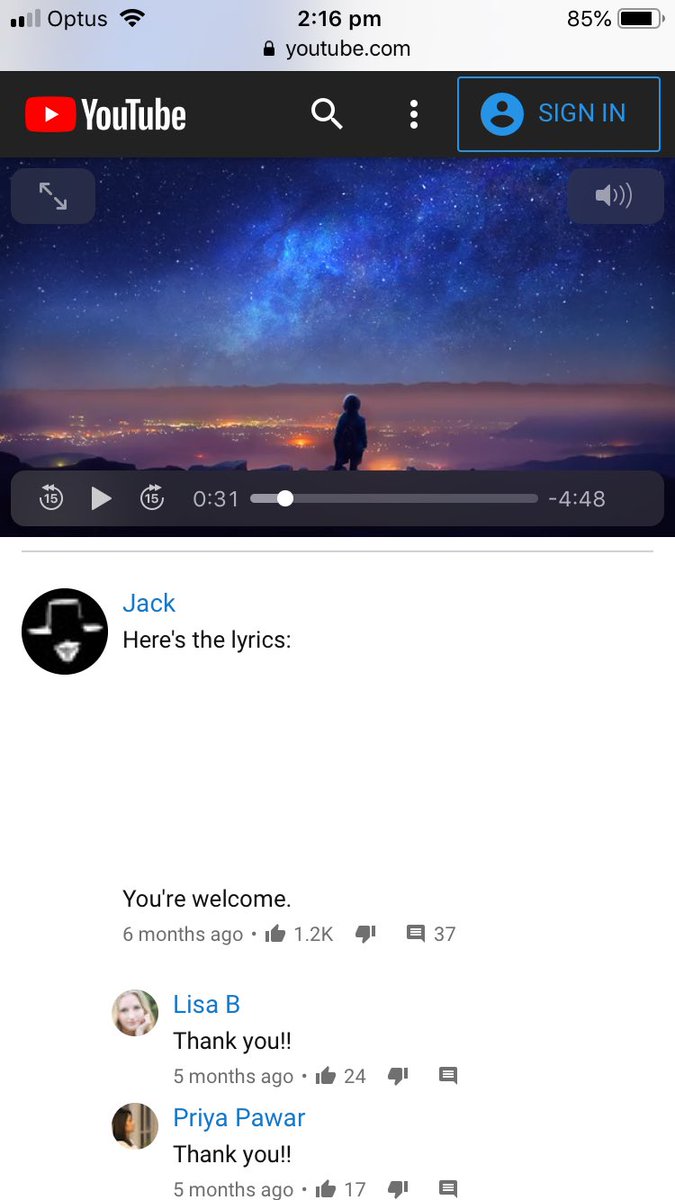 Optus 2:16 pm 85%
youtube.com
YouTube SIGN IN
15 15 0:31 -4:48
Jack
Here's the lyrics:
You're welcome.
6 months ago • 1.2K 37
Lisa B
Thank you!!
5 months ago • 24
Priya Pawar
Thank you!!
5 months ago • 17